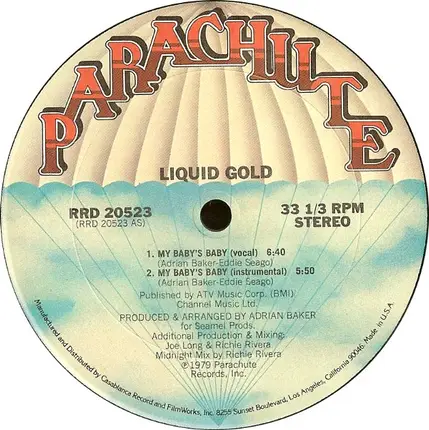 PARACHUTE
LIQUID GOLD
RRD 20523
(RRD 20523 AS)
33 1/3 RPM
STEREO
1. MY BABY'S BABY (vocal) 6:40
(Adrian Baker-Eddie Seago)
2. MY BABY'S BABY (instrumental) 5:50
(Adrian Baker-Eddie Seago)
Published by ATV Music Corp. (BMI)
Channel Music Ltd.
PRODUCED & ARRANGED BY ADRIAN BAKER
for Seamel Prods.
Additional Production & Mixing:
Joe Long & Richie Rivera
Midnight Mix by Richie Rivera
℗1979 Parachute
Records, Inc.
Manufactured and Distributed by Casablanca Record and FilmWorks, Inc. 8255 Sunset Boulevard, Los Angeles, California 90046. Made in U.S.A.